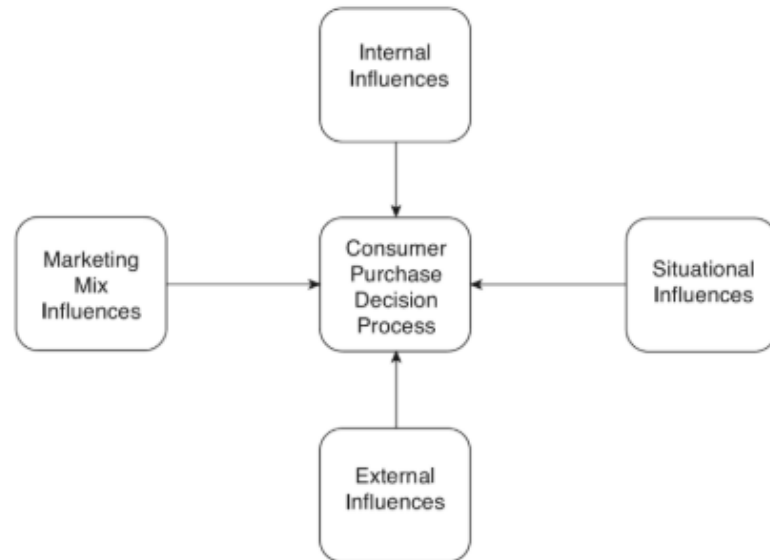 Internal
Influences
Marketing
Mix
Influences
Consumer
Purchase
Decision
Process
Situational
Influences
External
Influences